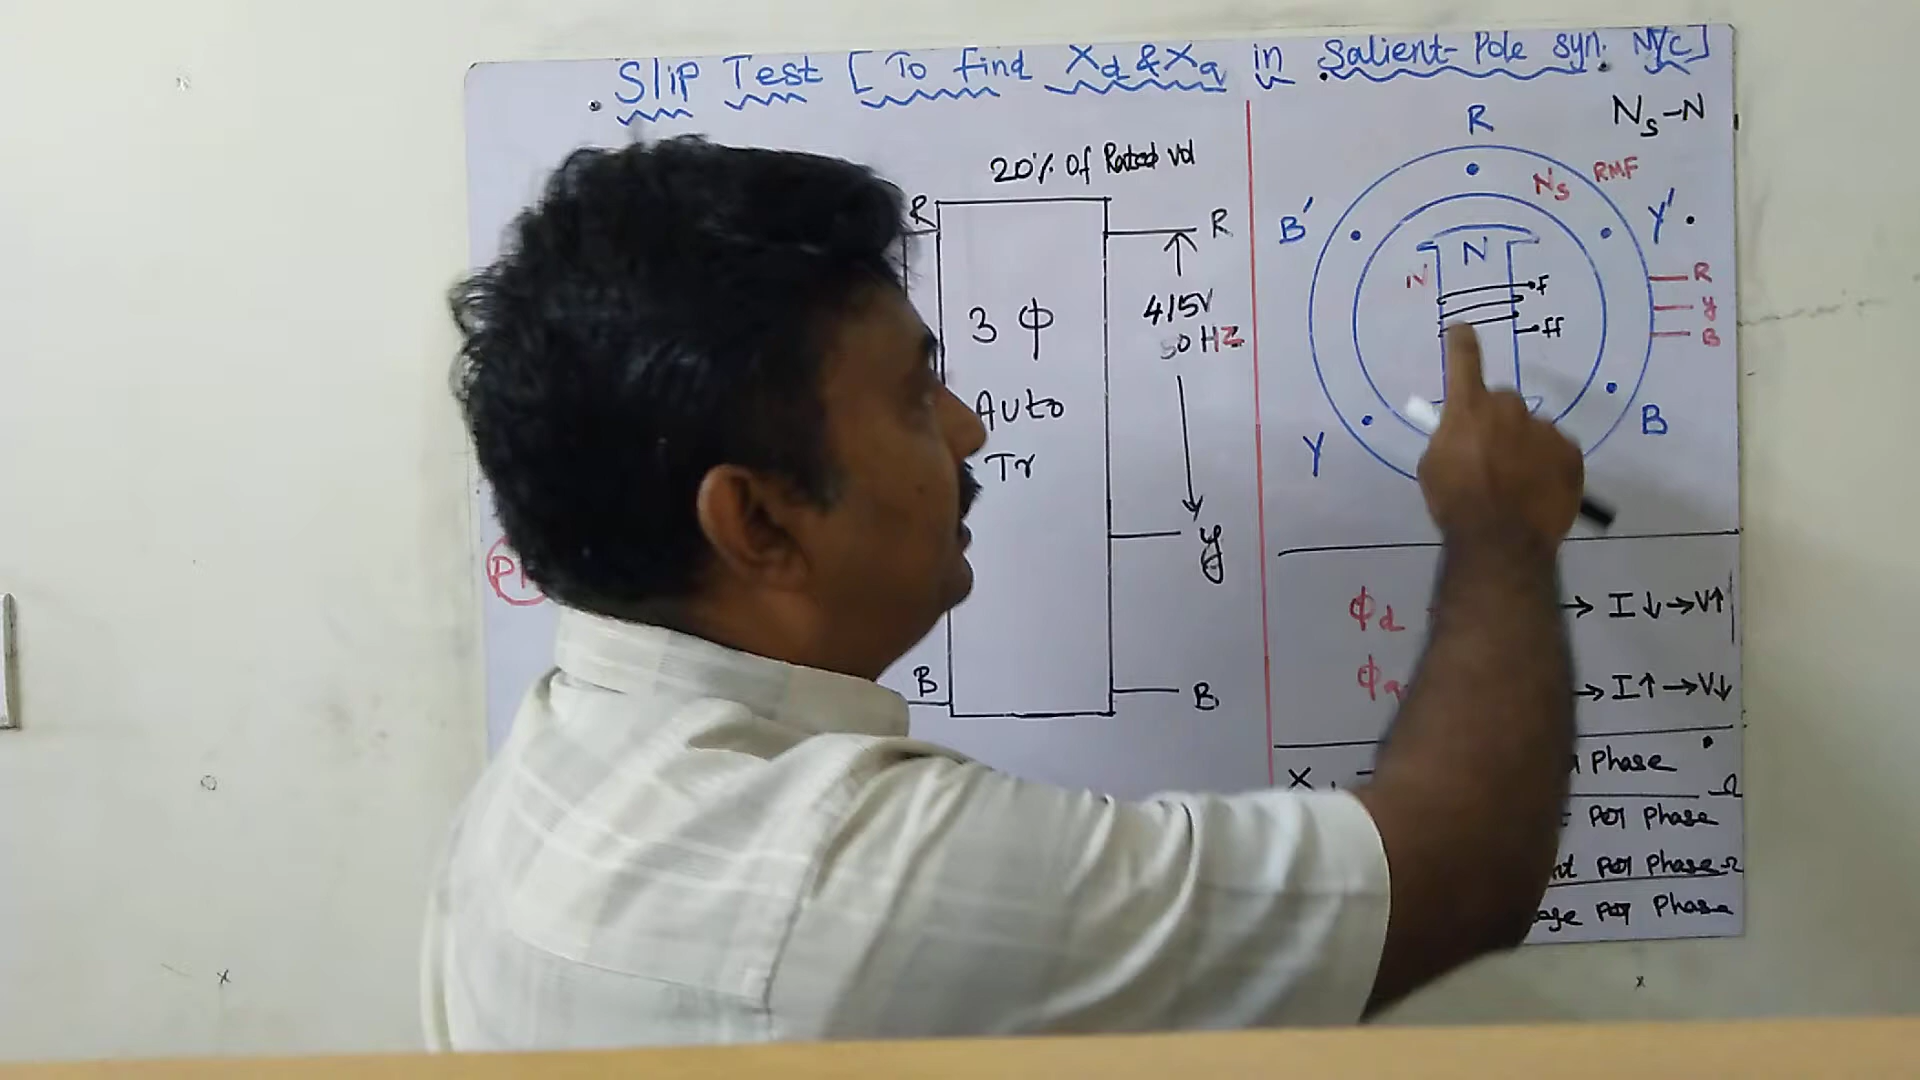 Slip Test [To find Xd & Xq in Salient-Pole syn. M/C]
20% Of Rated Vol
R
R
3 ϕ
Auto
Tr
415V
50 HZ
y
B
B
R
Ns-N
Ns RMF
B'
Y'
N
N
f
ff
R
y
B
Y
B
ϕd → I↓→V↑
ϕq → I↑→V↓
Phase
Ω
Per Phase
Per Phase Ω
Per Phase